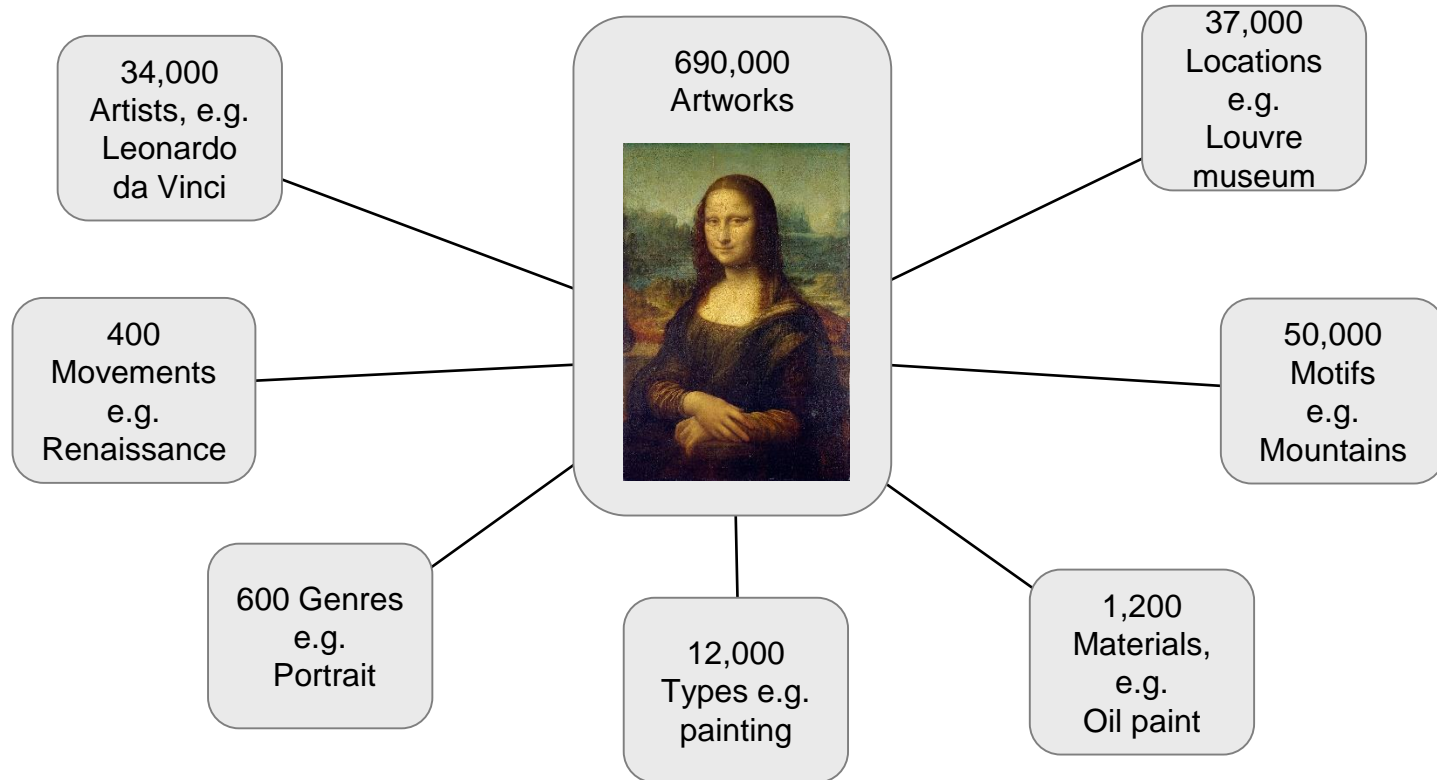 34,000
Artists, e.g.
Leonardo
da Vinci
690,000
Artworks
37,000
Locations
e.g.
Louvre
museum
400
Movements
e.g.
Renaissance
50,000
Motifs
e.g.
Mountains
600 Genres
e.g.
Portrait
12,000
Types e.g.
painting
1,200
Materials,
e.g.
Oil paint